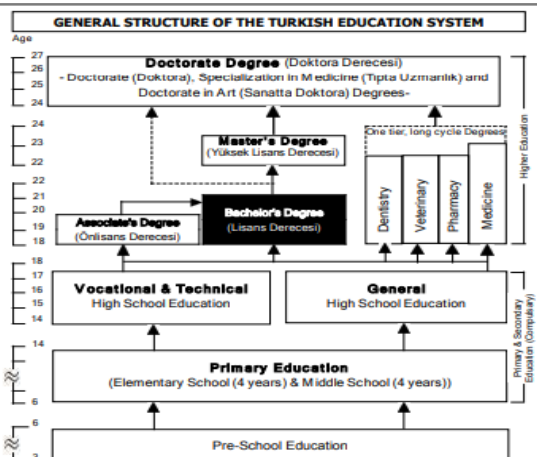 GENERAL STRUCTURE OF THE TURKISH EDUCATION SYSTEM
Age
27
26
25
24
Doctorate Degree (Doktora Derecesi)
- Doctorate (Doktora), Specialization in Medicine (Tıpta Uzmanlık) and
Doctorate in Art (Sanatta Doktora) Degrees-
24
23
22
Master's Degree
(Yüksek Lisans Derecesi)
One tier, long cycle Degrees
Dentistry
Veterinary
Pharmacy
Medicine
Higher Education
22
21
20
19
18
Associate's Degree
(Önlisans Derecesi)
Bachelor's Degree
(Lisans Derecesi)
18
17
16
15
14
Vocational & Technical
High School Education
General
High School Education
Primary & Secondary
Education (Compulsary)
14
6
Primary Education
(Elementary School (4 years) & Middle School (4 years))
6
Pre-School Education